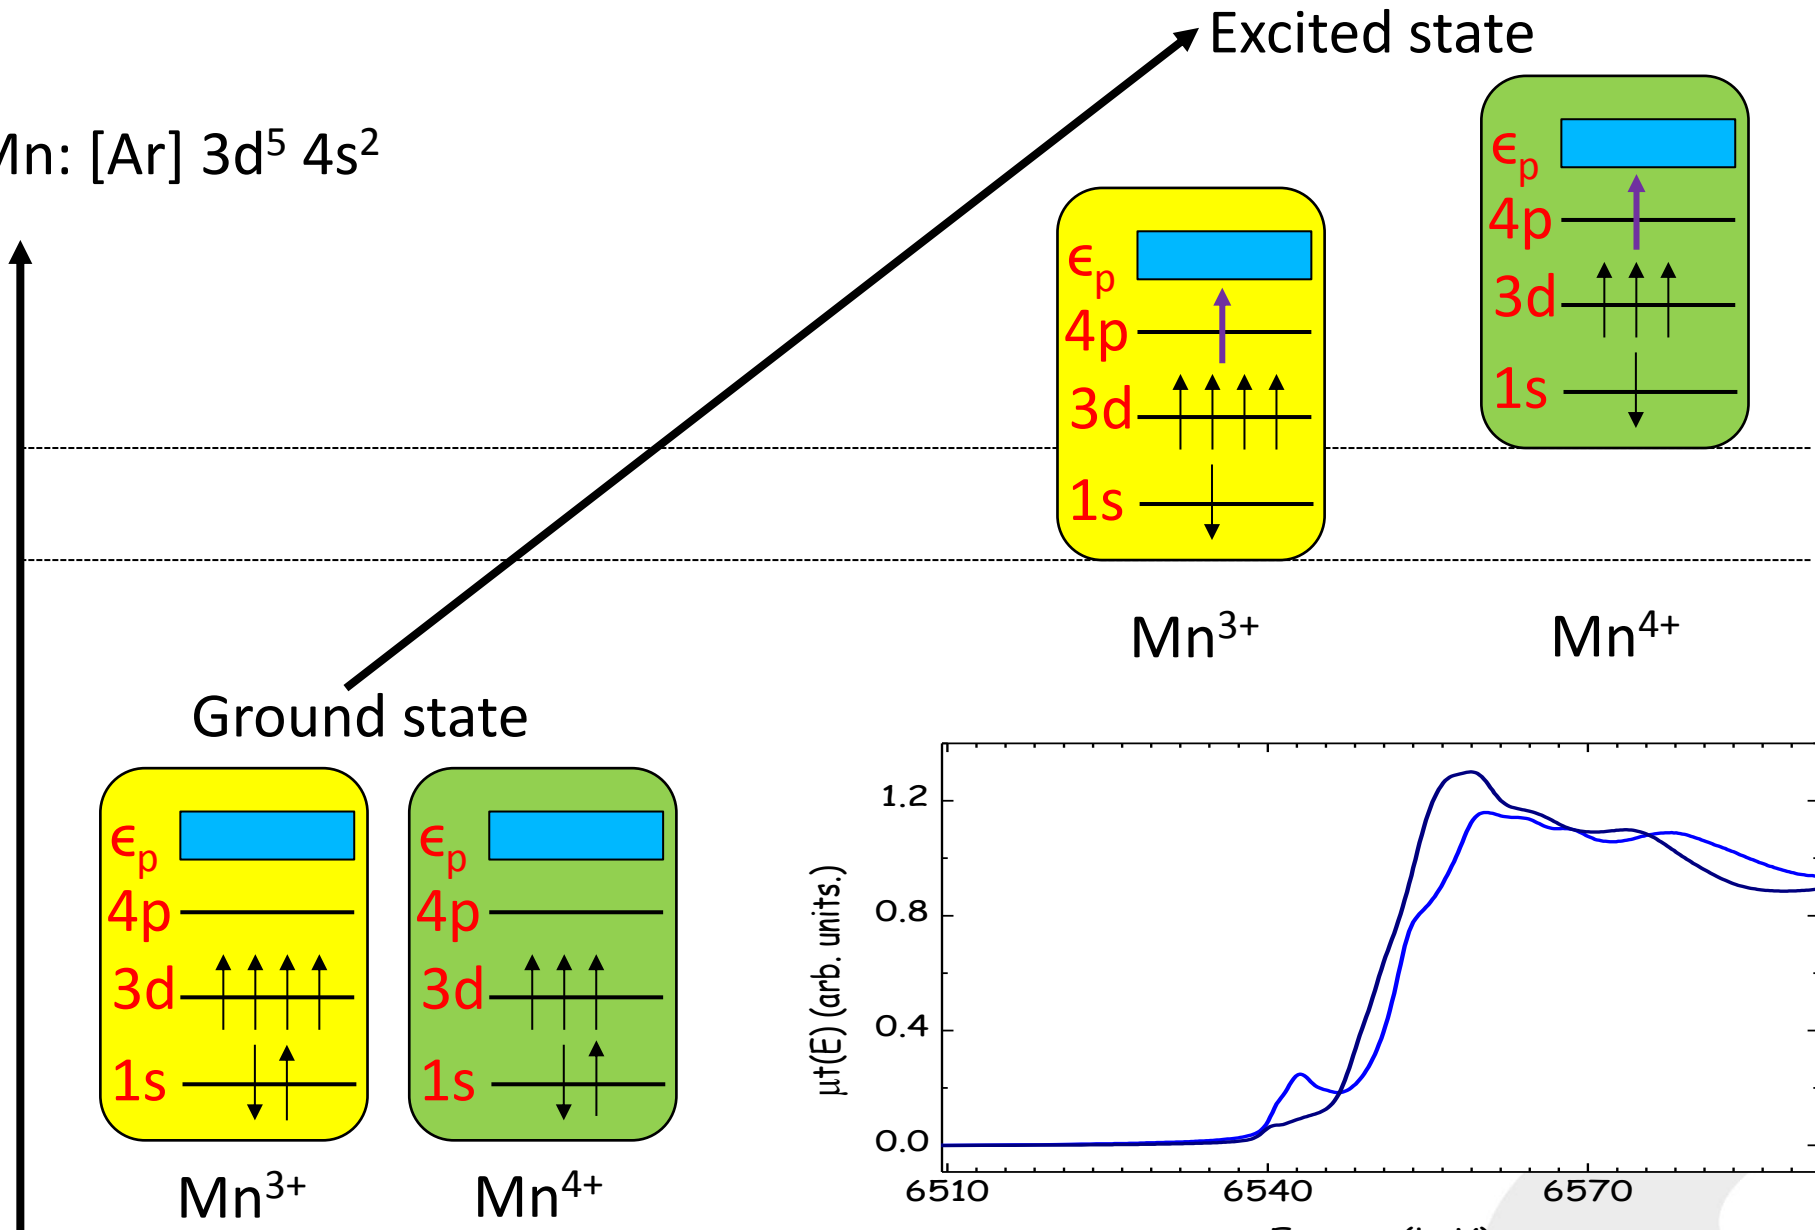 Excited state
Mn: [Ar] 3d⁵ 4s²
ϵp
4p
3d
1s
ϵp
4p
3d
1s
Mn³⁺
Mn⁴⁺
Ground state
ϵp
4p
3d
1s
Mn³⁺
ϵp
4p
3d
1s
Mn⁴⁺
μt(E) (arb. units.)
1.2
0.8
0.4
0.0
6510
6540
6570